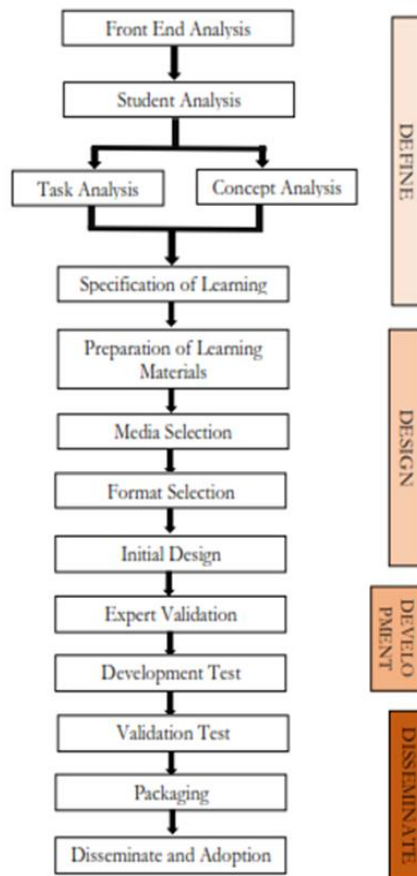 Front End Analysis
Student Analysis
Task Analysis
Concept Analysis
Specification of Learning
Preparation of Learning
Materials
Media Selection
Format Selection
Initial Design
Expert Validation
Development Test
Validation Test
Packaging
Disseminate and Adoption
DEFINE
DESIGN
DEVELO
PMENT
DISSEMINATE